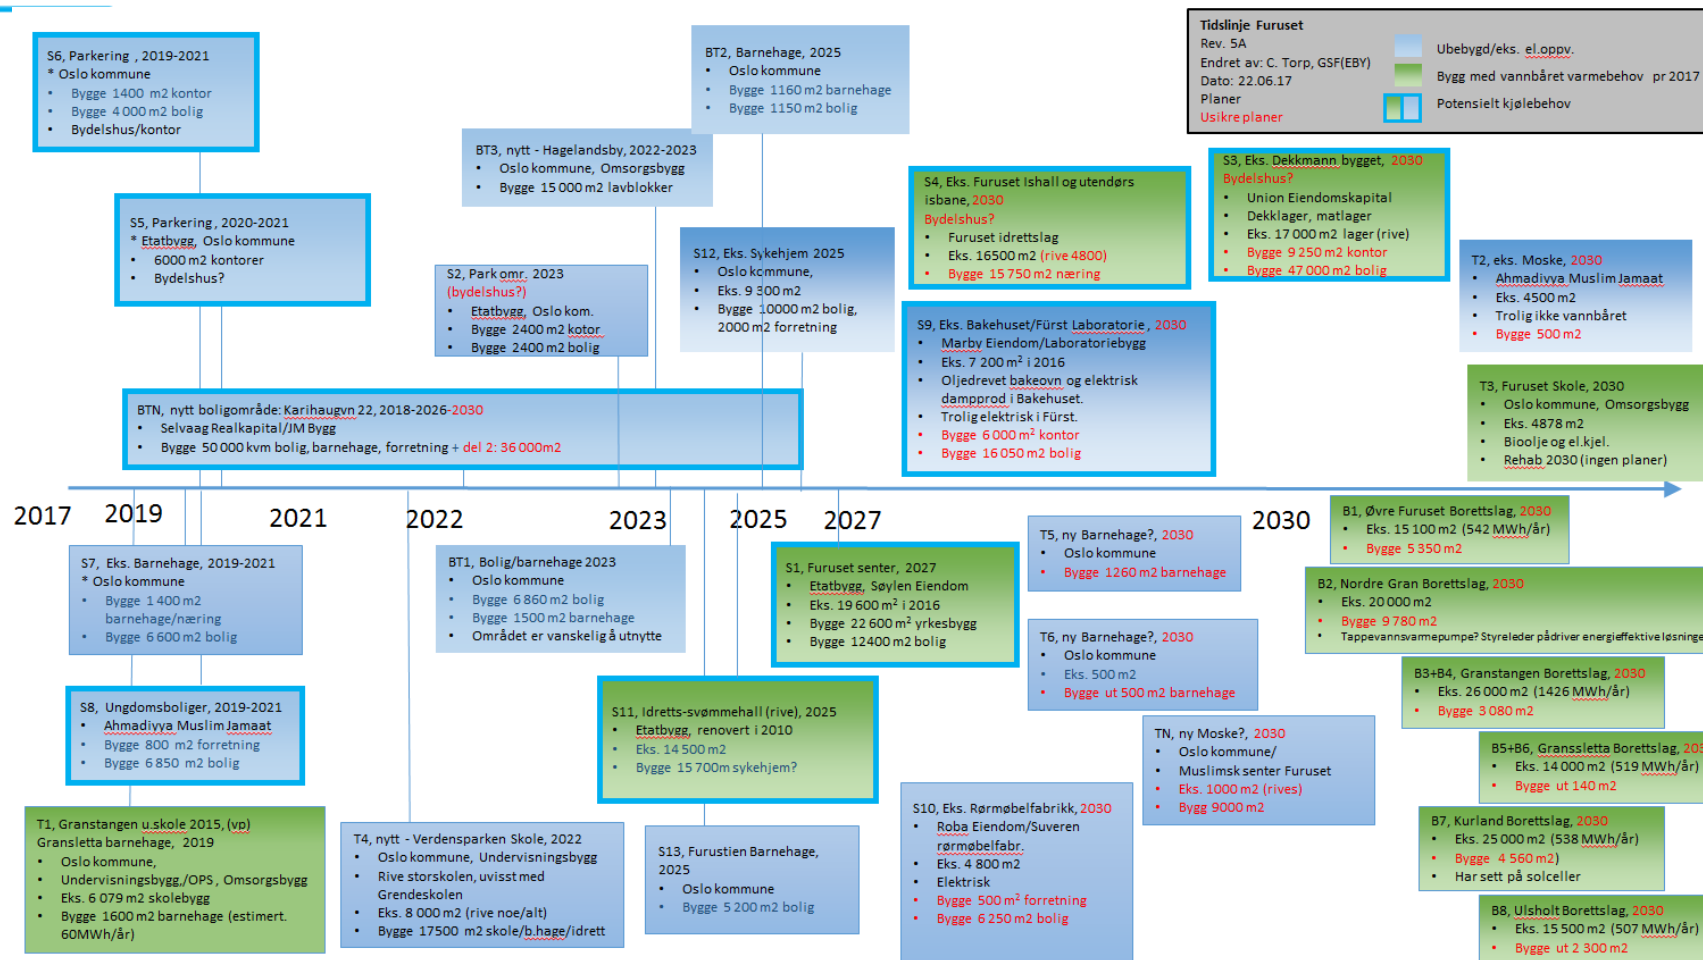 Tidslinje Furuset
Rev. 5A
Endret av: C. Torp, GSF(EBY)
Dato: 22.06.17
Planer
Usikre planer
Ubebygd/eks. el.oppv.
Bygg med vannbåret varmebehov pr 2017
Potensielt kjølebehov
S6, Parkering , 2019-2021
* Oslo kommune
• Bygge 1400 m2 kontor
• Bygge 4 000 m2 bolig
• Bydelshus/kontor
S5, Parkering , 2020-2021
* Etatbygg, Oslo kommune
• 6000 m2 kontorer
• Bydelshus?
BT2, Barnehage, 2025
• Oslo kommune
• Bygge 1160 m2 barnehage
• Bygge 1150 m2 bolig
BT3, nytt - Hagelandsby, 2022-2023
• Oslo kommune, Omsorgsbygg
• Bygge 15 000 m2 lavblokker
S2, Park omr. 2023
(bydelshus?)
• Etatbygg, Oslo kom.
• Bygge 2400 m2 kotor
• Bygge 2400 m2 bolig
S12, Eks. Sykehjem 2025
• Oslo kommune,
• Eks. 9 300 m2
• Bygge 10000 m2 bolig,
2000 m2 forretning
S4, Eks. Furuset Ishall og utendørs
isbane, 2030
Bydelshus?
• Furuset idrettslag
• Eks. 16500 m2 (rive 4800)
• Bygge 15 750 m2 næring
S3, Eks. Dekkmann bygget, 2030
Bydelshus?
• Union Eiendomskapital
• Dekklager, matlager
• Eks. 17 000 m2 lager (rive)
• Bygge 9 250 m2 kontor
• Bygge 47 000 m2 bolig
T2, eks. Moske, 2030
• Ahmadiyya Muslim Jamaat
• Eks. 4500 m2
• Trolig ikke vannbåret
• Bygge 500 m2
S9, Eks. Bakehuset/Fürst Laboratorie , 2030
• Marby Eiendom/Laboratoriebygg
• Eks. 7 200 m² i 2016
• Oljedrevet bakeovn og elektrisk
dampprod i Bakehuset.
• Trolig elektrisk i Fürst.
• Bygge 6 000 m² kontor
• Bygge 16 050 m2 bolig
T3, Furuset Skole, 2030
• Oslo kommune, Omsorgsbygg
• Eks. 4878 m2
• Bioolje og el.kjel.
• Rehab 2030 (ingen planer)
BTN, nytt boligområde: Karihaugvn 22, 2018-2026-2030
• Selvaag Realkapital/JM Bygg
• Bygge 50 000 kvm bolig, barnehage, forretning + del 2: 36 000m2
2017 2019 2021 2022 2023 2025 2027 2030
S7, Eks. Barnehage, 2019-2021
* Oslo kommune
• Bygge 1 400 m2
barnehage/næring
• Bygge 6 600 m2 bolig
S8, Ungdomsboliger, 2019-2021
• Ahmadiyya Muslim Jamaat
• Bygge 800 m2 forretning
• Bygge 6 850 m2 bolig
T1, Granstangen u.skole 2015, (vp)
Gransletta barnehage, 2019
• Oslo kommune,
• Undervisningsbygg,/OPS , Omsorgsbygg
• Eks. 6 079 m2 skolebygg
• Bygge 1600 m2 barnehage (estimert.
60MWh/år)
BT1, Bolig/barnehage 2023
• Oslo kommune
• Bygge 6 860 m2 bolig
• Bygge 1500 m2 barnehage
• Området er vanskelig å utnytte
T4, nytt - Verdensparken Skole, 2022
• Oslo kommune, Undervisningsbygg
• Rive storskolen, uvisst med
Grendeskolen
• Eks. 8 000 m2 (rive noe/alt)
• Bygge 17500 m2 skole/b.hage/idrett
S11, Idretts-svømmehall (rive), 2025
• Etatbygg, renovert i 2010
• Eks. 14 500 m2
• Bygge 15 700m sykehjem?
S13, Furustien Barnehage,
2025
• Oslo kommune
• Bygge 5 200 m2 bolig
S1, Furuset senter, 2027
• Etatbygg, Søylen Eiendom
• Eks. 19 600 m² i 2016
• Bygge 22 600 m² yrkesbygg
• Bygge 12400 m2 bolig
S10, Eks. Rørmøbelfabrikk, 2030
• Roba Eiendom/Suveren
rørmøbelfabr.
• Eks. 4 800 m2
• Elektrisk
• Bygge 500 m² forretning
• Bygge 6 250 m2 bolig
T5, ny Barnehage?, 2030
• Oslo kommune
• Bygge 1260 m2 barnehage
T6, ny Barnehage?, 2030
• Oslo kommune
• Eks. 500 m2
• Bygge ut 500 m2 barnehage
TN, ny Moske?, 2030
• Oslo kommune/
• Muslimsk senter Furuset
• Eks. 1000 m2 (rives)
• Bygg 9000 m2
B1, Øvre Furuset Borettslag, 2030
• Eks. 15 100 m2 (542 MWh/år)
• Bygge 5 350 m2
B2, Nordre Gran Borettslag, 2030
• Eks. 20 000 m2
• Bygge 9 780 m2
• Tappevannsvarmepumpe? Styreleder pådriver energieffektive løsninge
B3+B4, Granstangen Borettslag, 2030
• Eks. 26 000 m2 (1426 MWh/år)
• Bygge 3 080 m2
B5+B6, Granssletta Borettslag, 203
• Eks. 14 000 m2 (519 MWh/år)
• Bygge ut 140 m2
B7, Kurland Borettslag, 2030
• Eks. 25 000 m2 (538 MWh/år)
• Bygge 4 560 m2)
• Har sett på solceller
B8, Ulsholt Borettslag, 2030
• Eks. 15 500 m2 (507 MWh/år)
• Bygge ut 2 300 m2